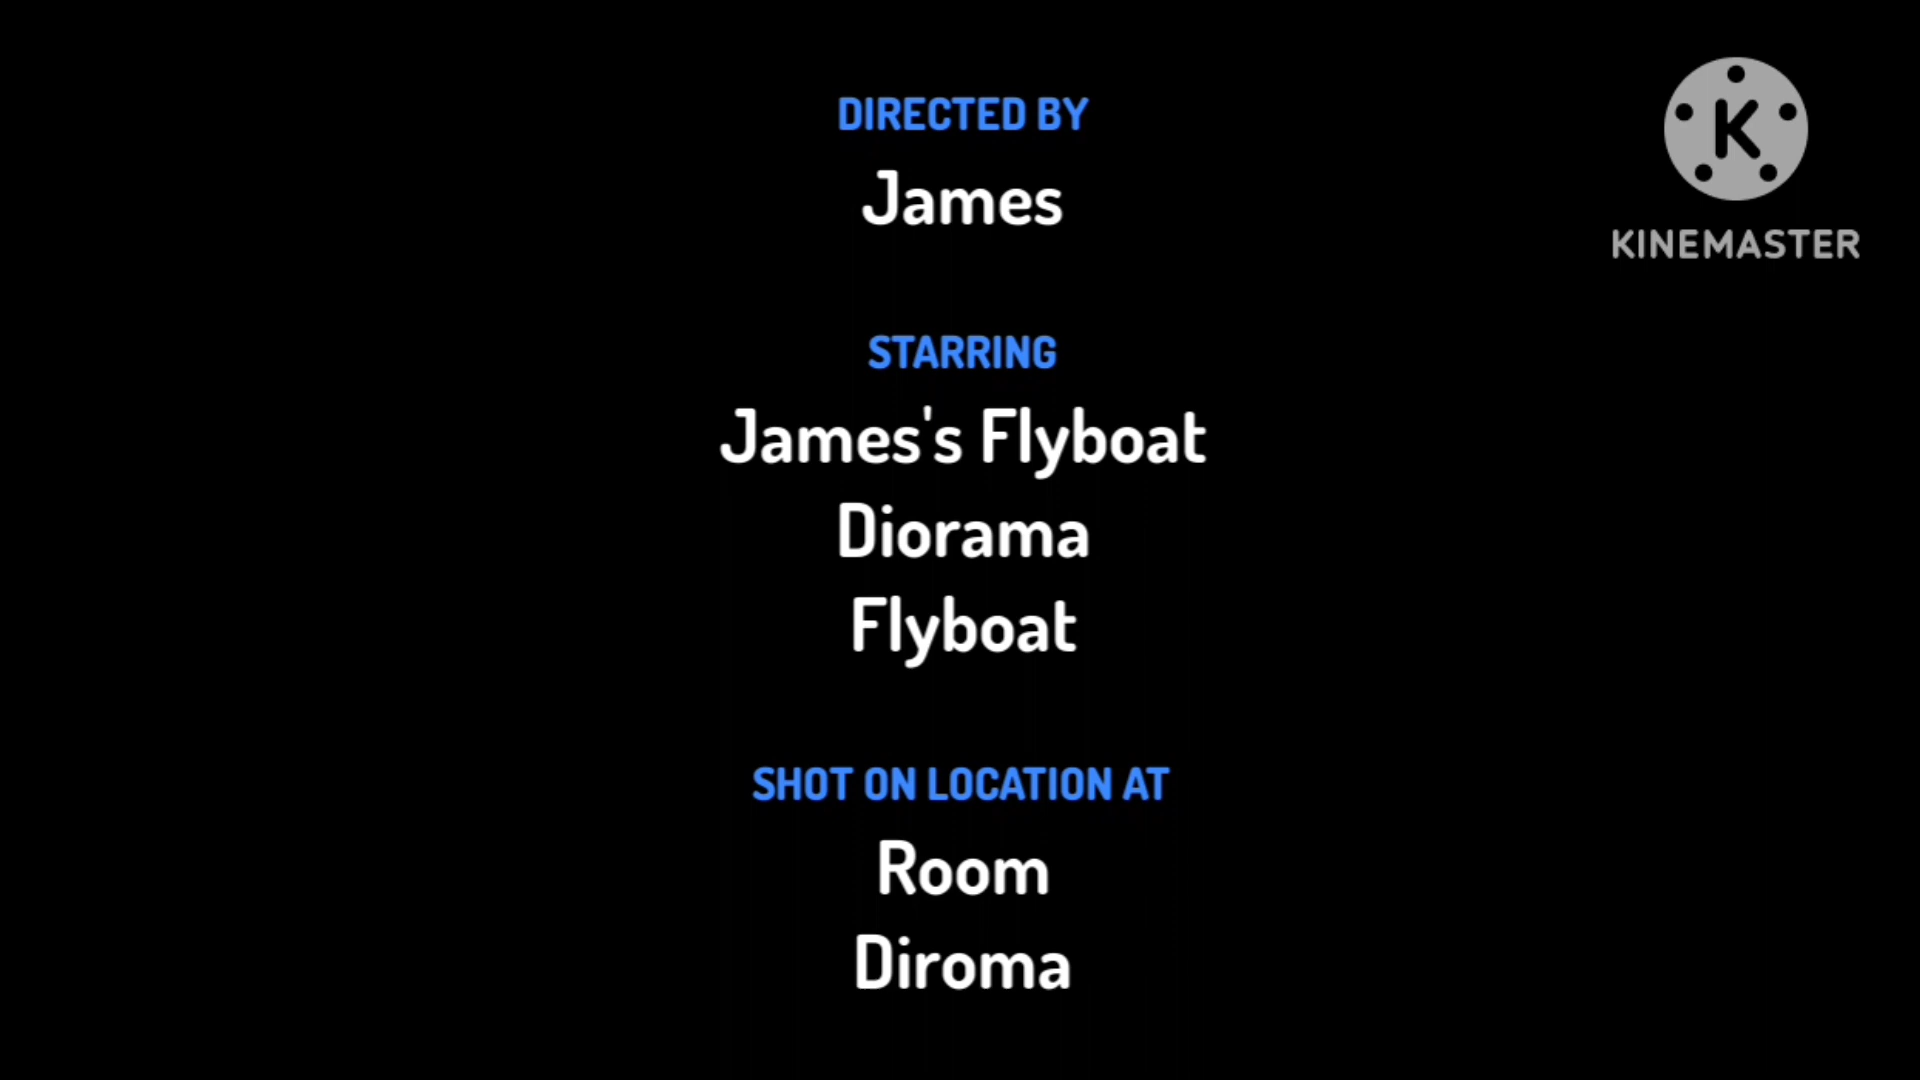 DIRECTED BY
James
KINEMASTER
STARRING
James's Flyboat
Diorama
Flyboat
SHOT ON LOCATION AT
Room
Diroma